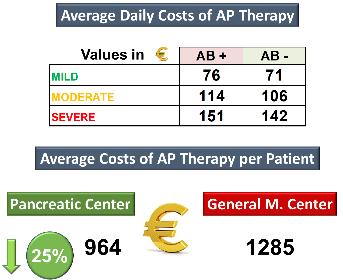 Average Daily Costs of AP Therapy
Values in € AB + AB -
MILD 76 71
MODERATE 114 106
SEVERE 151 142
Average Costs of AP Therapy per Patient
Pancreatic Center General M. Center
25% 964 € 1285